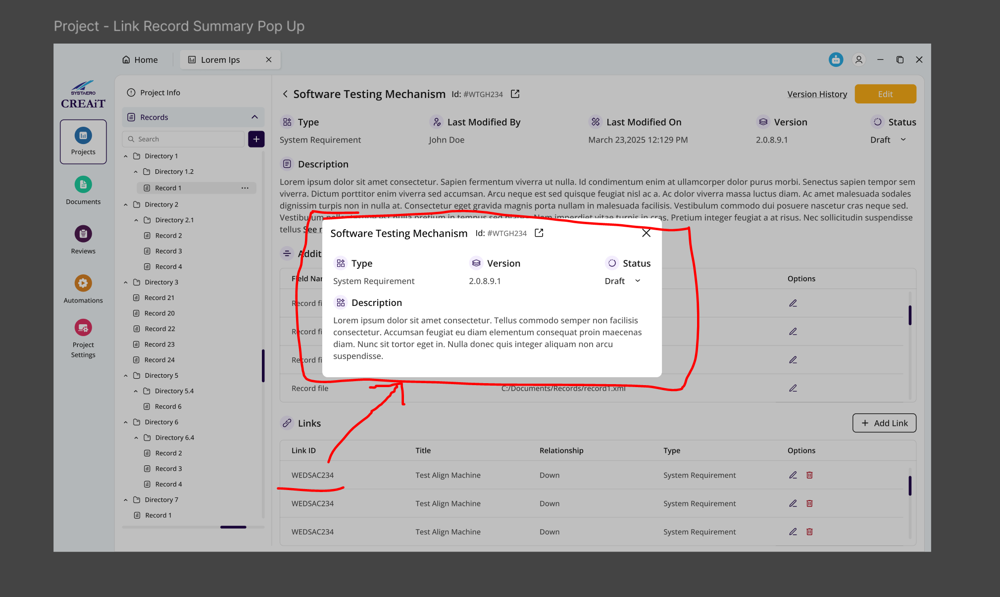 Project - Link Record Summary Pop Up
Home
Lorem Ips
SYSTAERO
CREAiT
Projects
Documents
Reviews
Automations
Project
Settings
Project Info
Records
Search
Directory 1
Directory 1.2
Record 1
Directory 2
Directory 2.1
Record 2
Record 3
Record 4
Directory 3
Record 21
Record 20
Record 22
Record 23
Record 24
Directory 5
Directory 5.4
Record 6
Directory 6
Directory 6.4
Record 2
Record 3
Record 4
Directory 7
Record 1
Software Testing Mechanism Id: #WTGH234
Version History
Edit
Type
Last Modified By
Last Modified On
Version
Status
System Requirement
John Doe
March 23,2025 12:129 PM
2.0.8.9.1
Draft
Description
Lorem ipsum dolor sit amet consectetur. Sapien fermentum viverra ut nulla. Id condimentum enim at ullamcorper dolor purus morbi. Senectus sapien tempor sem
viverra. Dictum porttitor enim viverra sed accumsan. Arcu neque est sed quisque feugiat nisl ac a. Ac dolor viverra massa luctus diam. Ac amet malesuada sodales
dignissim turpis non in nulla at. Consectetur eget gravida magnis porta nullam in malesuada facilisis. Vestibulum commodo dui posuere nascetur cras neque sed.
Vestibulum pellentesque est nulla pretium in tempus sed Nam imperdiet vitae turpis in cras. Pretium integer feugiat a at risus. Nec sollicitudin suspendisse
tellus See
Software Testing Mechanism Id: #WTGH234
Type
Version
Status
System Requirement
2.0.8.9.1
Draft
Description
Lorem ipsum dolor sit amet consectetur. Tellus commodo semper non facilisis
consectetur. Accumsan feugiat eu diam elementum consequat proin maecenas
diam. Nunc sit tortor eget in. Nulla donec quis integer aliquam non arcu
suspendisse.
Addit
Field Nar
Options
Record fi
Record fi
Record fi
Record file
C:/Documents/Records/record1.xml
Links
Add Link
Link ID
Title
Relationship
Type
Options
WEDSAC234
Test Align Machine
Down
System Requirement
WEDSAC234
Test Align Machine
Down
System Requirement
WEDSAC234
Test Align Machine
Down
System Requirement